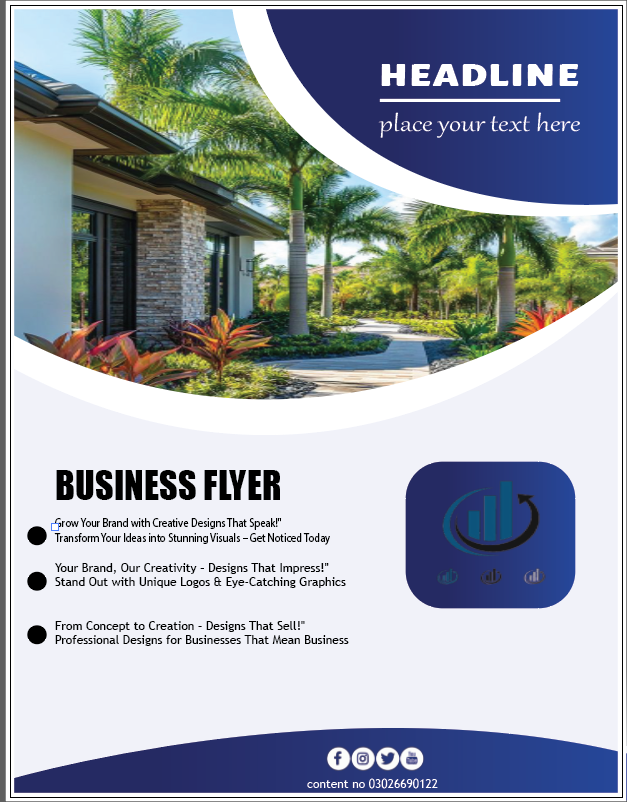 HEADLINE
place your text here
BUSINESS FLYER
Grow Your Brand with Creative Designs That Speak!"
Transform Your Ideas into Stunning Visuals – Get Noticed Today
Your Brand, Our Creativity - Designs That Impress!"
Stand Out with Unique Logos & Eye-Catching Graphics
From Concept to Creation - Designs That Sell!"
Professional Designs for Businesses That Mean Business
content no 03026690122